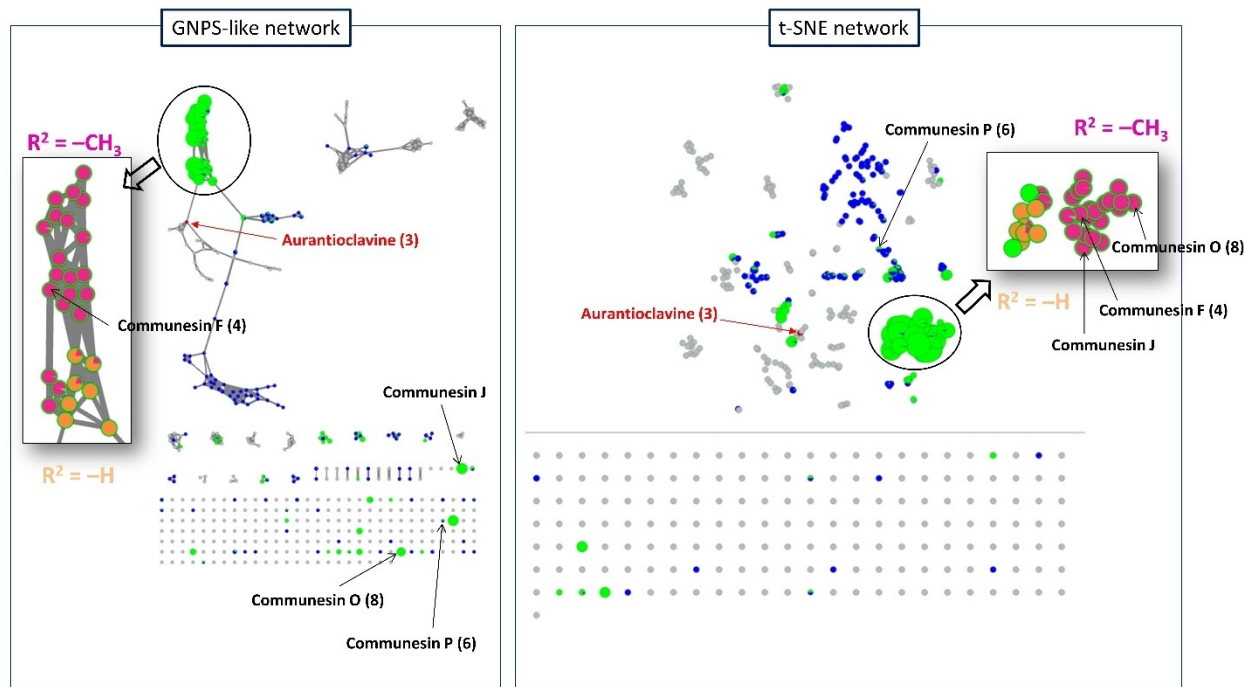 GNPS-like network
t-SNE network
R² = –CH₃
Aurantioclavine (3)
Communesin F (4)
R² = –H
Communesin J
Communesin O (8)
Communesin P (6)
Communesin P (6)
R² = –CH₃
Communesin O (8)
R² = –H
Communesin F (4)
Communesin J
Aurantioclavine (3)